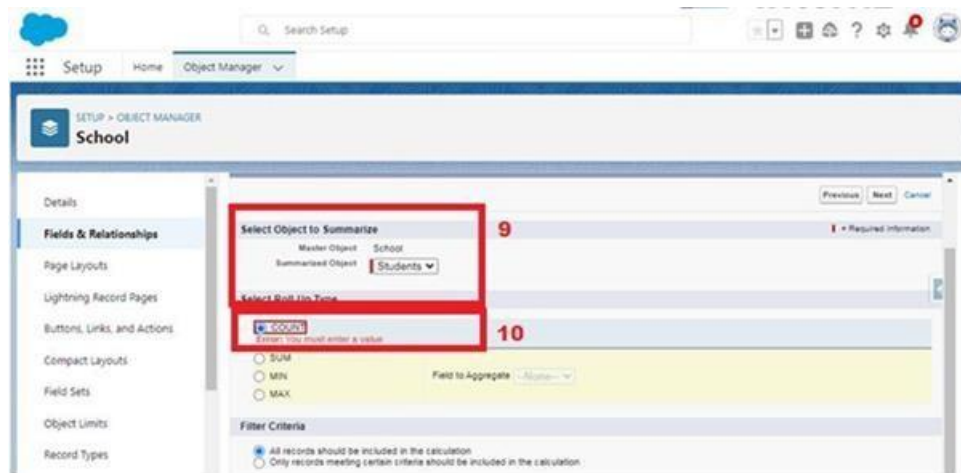 Search Setup
Setup Home Object Manager
SETUP > OBJECT MANAGER
School
Details
Fields & Relationships
Page Layouts
Lightning Record Pages
Buttons, Links, and Actions
Compact Layouts
Field Sets
Object Limits
Record Types
Previous Next Cancel
Select Object to Summarize 9 = Required Information
Master Object School
Summarized Object Students
Select Roll-Up Type
COUNT 10
Error: You must enter a value
SUM
MIN Field to Aggregate --None--
MAX
Filter Criteria
All records should be included in the calculation
Only records meeting certain criteria should be included in the calculation